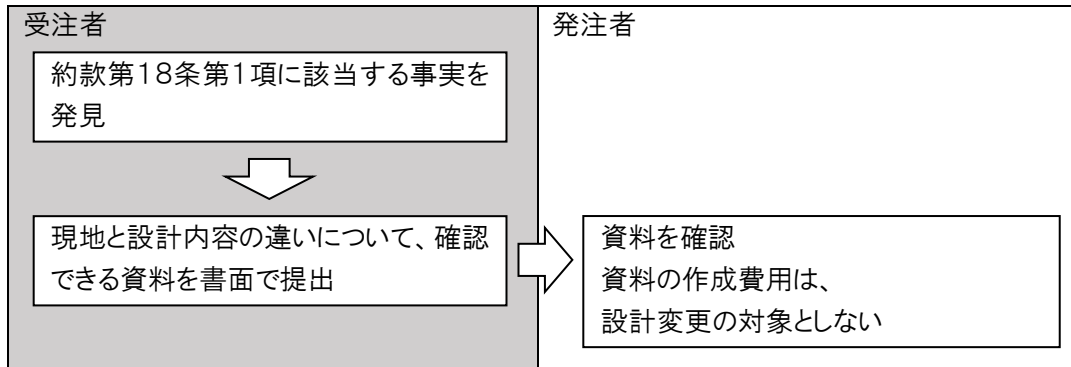 受注者
約款第18条第1項に該当する事実を
発見
現地と設計内容の違いについて、確認
できる資料を書面で提出
発注者
資料を確認
資料の作成費用は、
設計変更の対象としない